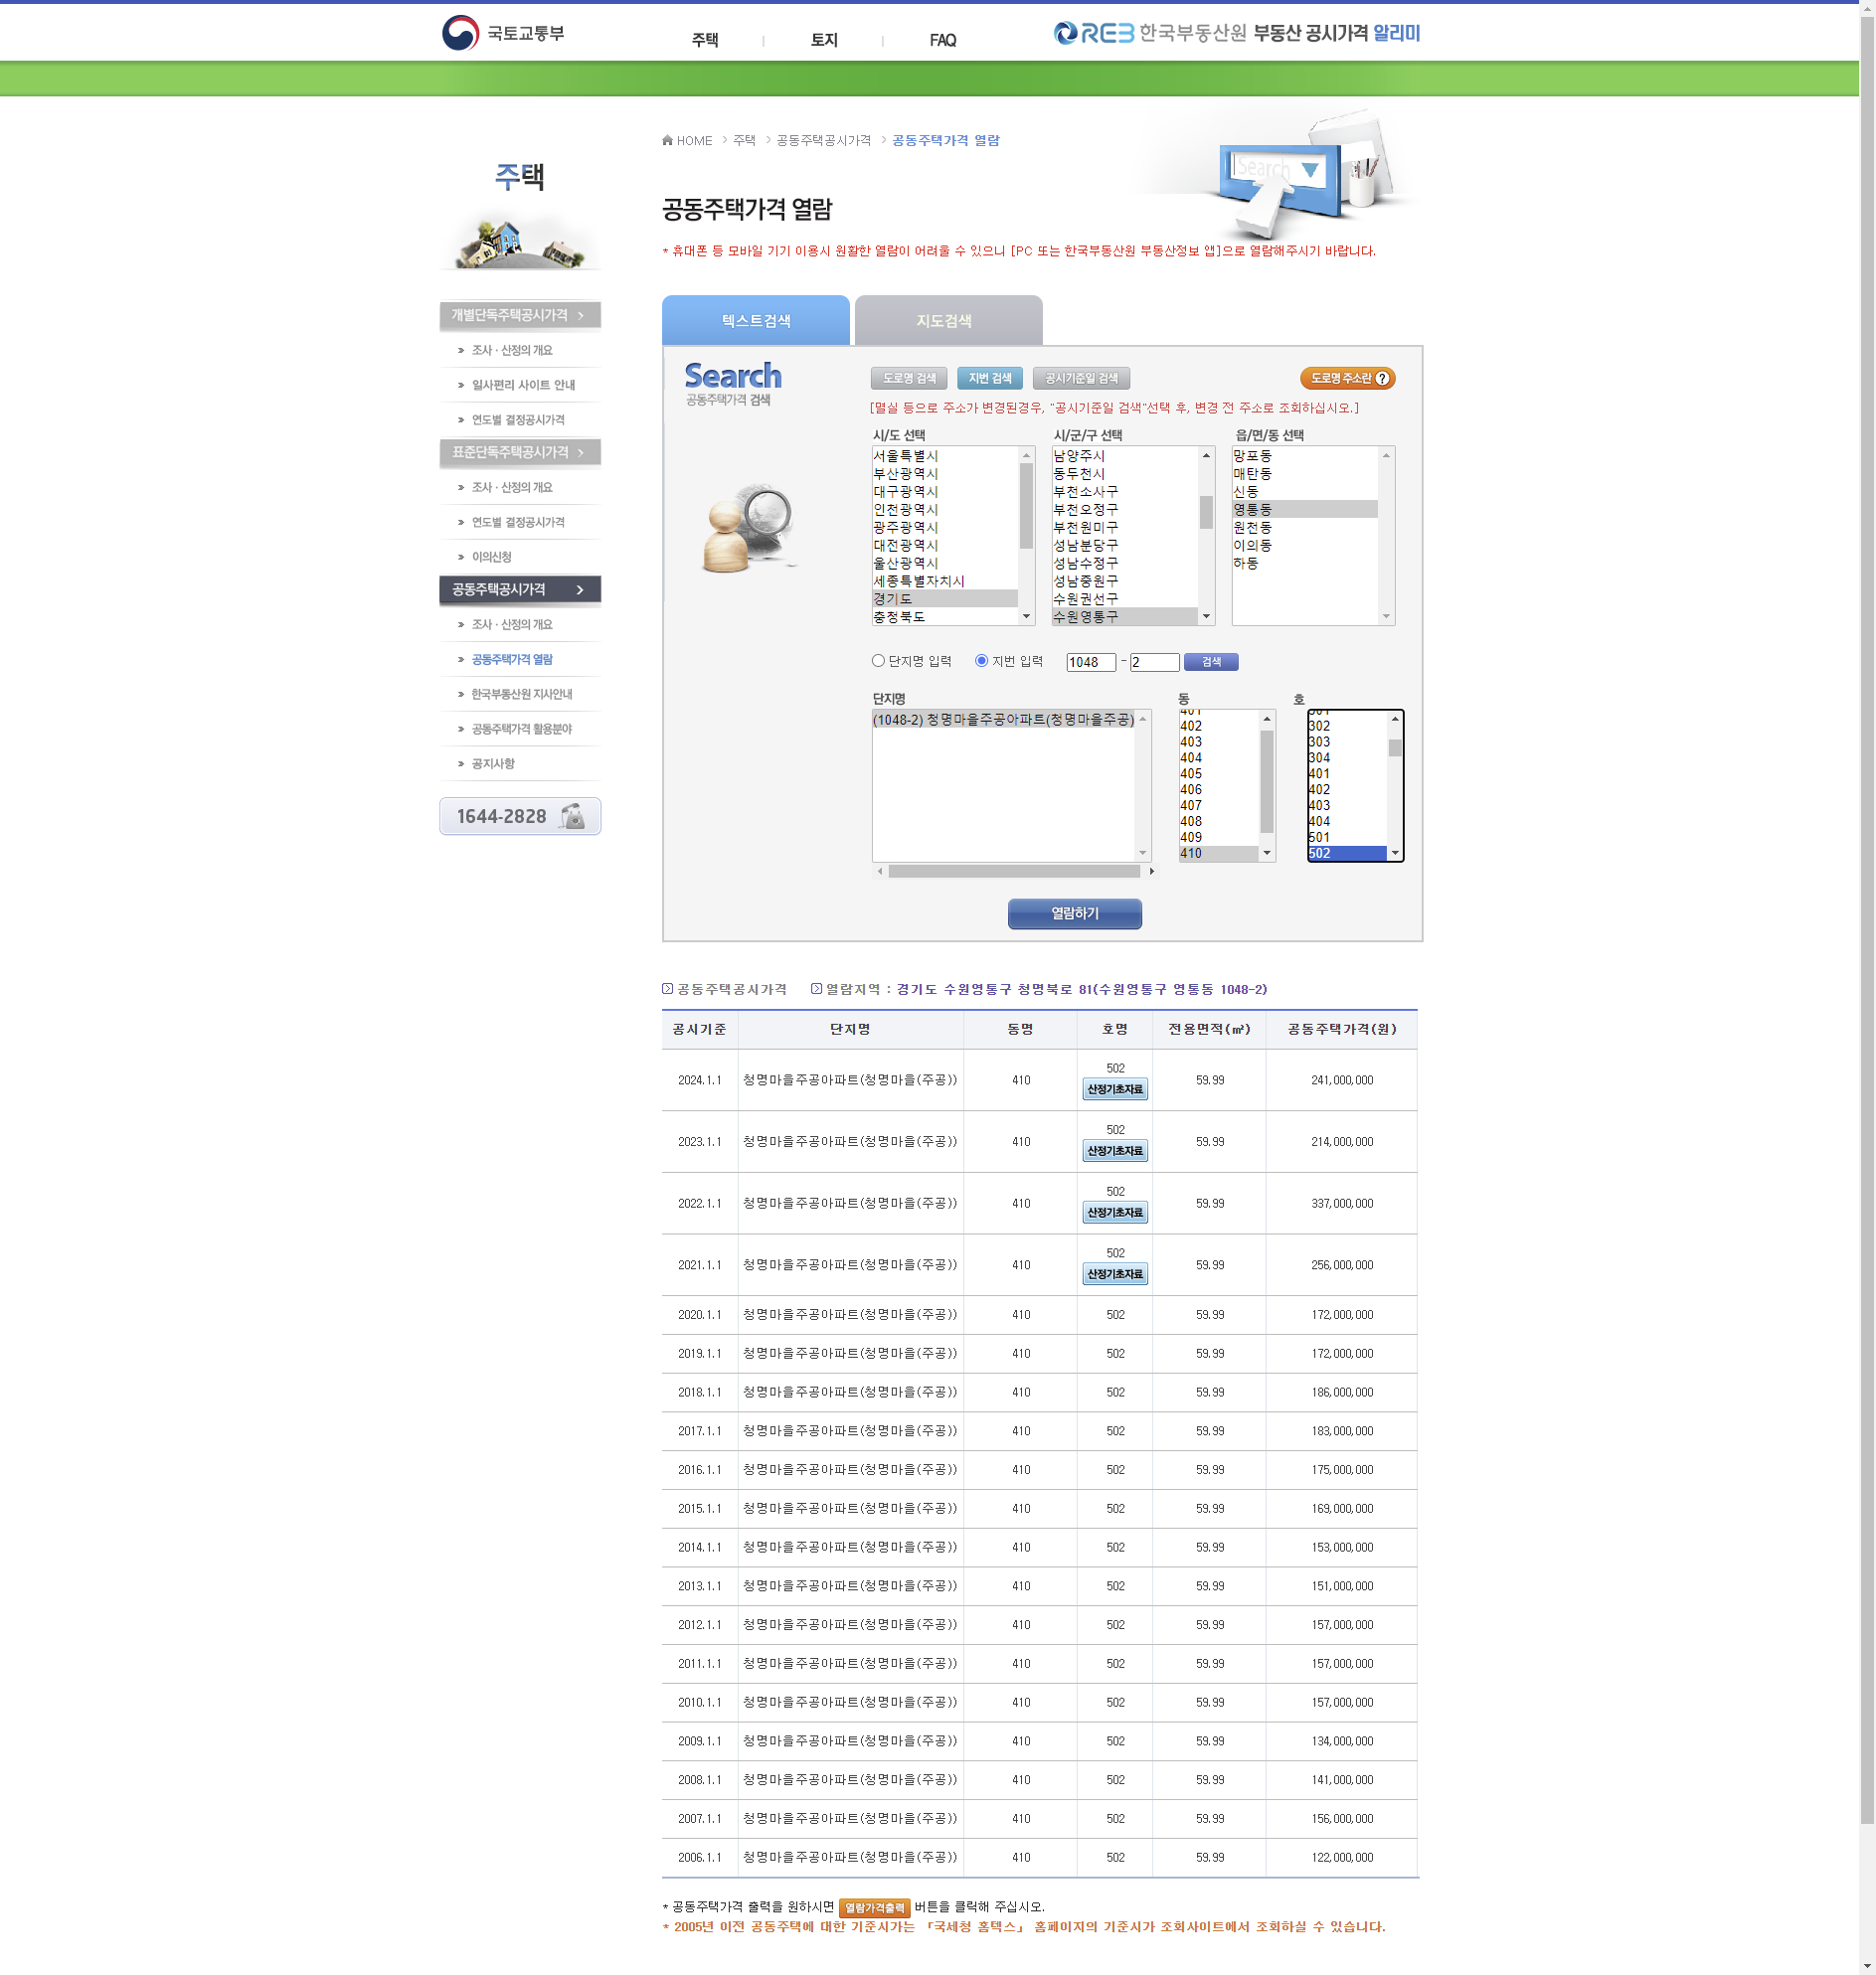 국토교통부
주택
토지
FAQ
REB 한국부동산원 부동산 공시가격 알리미
HOME > 주택 > 공동주택공시가격 > 공동주택가격 열람
주택
Search
공동주택가격 열람
* 휴대폰 등 모바일 기기 이용시 원활한 열람이 어려울 수 있으니 [PC 또는 한국부동산원 부동산정보 앱]으로 열람해주시기 바랍니다.
개별단독주택공시가격
조사 · 산정의 개요
일사편리 사이트 안내
연도별 결정공시가격
표준단독주택공시가격
조사 · 산정의 개요
연도별 결정공시가격
이의신청
공동주택공시가격
조사 · 산정의 개요
공동주택가격 열람
한국부동산원 지사안내
공동주택가격 활용분야
공지사항
1644-2828
텍스트검색
지도검색
Search
공동주택가격 검색
도로명 검색 지번 검색 공시기준일 검색 도로명 주소란 ?
[멸실 등으로 주소가 변경된경우, "공시기준일 검색"선택 후, 변경 전 주소로 조회하십시오.]
시/도 선택
서울특별시
부산광역시
대구광역시
인천광역시
광주광역시
대전광역시
울산광역시
세종특별자치시
경기도
충청북도
시/군/구 선택
남양주시
동두천시
부천소사구
부천오정구
부천원미구
성남분당구
성남수정구
성남중원구
수원권선구
수원영통구
읍/면/동 선택
망포동
매탄동
신동
영통동
원천동
이의동
하동
단지명 입력 지번 입력 1048 - 2 검색
단지명
(1048-2) 청명마을주공아파트(청명마을주공)
동
401
402
403
404
405
406
407
408
409
410
호
301
302
303
304
401
402
403
404
501
502
열람하기
공동주택공시가격 열람지역 : 경기도 수원영통구 청명북로 81(수원영통구 영통동 1048-2)
공시기준 단지명 동명 호명 전용면적(㎡) 공동주택가격(원)
2024.1.1 청명마을주공아파트(청명마을(주공)) 410 502 산정기초자료 59.99 241,000,000
2023.1.1 청명마을주공아파트(청명마을(주공)) 410 502 산정기초자료 59.99 214,000,000
2022.1.1 청명마을주공아파트(청명마을(주공)) 410 502 산정기초자료 59.99 337,000,000
2021.1.1 청명마을주공아파트(청명마을(주공)) 410 502 산정기초자료 59.99 256,000,000
2020.1.1 청명마을주공아파트(청명마을(주공)) 410 502 59.99 172,000,000
2019.1.1 청명마을주공아파트(청명마을(주공)) 410 502 59.99 172,000,000
2018.1.1 청명마을주공아파트(청명마을(주공)) 410 502 59.99 186,000,000
2017.1.1 청명마을주공아파트(청명마을(주공)) 410 502 59.99 183,000,000
2016.1.1 청명마을주공아파트(청명마을(주공)) 410 502 59.99 175,000,000
2015.1.1 청명마을주공아파트(청명마을(주공)) 410 502 59.99 169,000,000
2014.1.1 청명마을주공아파트(청명마을(주공)) 410 502 59.99 153,000,000
2013.1.1 청명마을주공아파트(청명마을(주공)) 410 502 59.99 151,000,000
2012.1.1 청명마을주공아파트(청명마을(주공)) 410 502 59.99 157,000,000
2011.1.1 청명마을주공아파트(청명마을(주공)) 410 502 59.99 157,000,000
2010.1.1 청명마을주공아파트(청명마을(주공)) 410 502 59.99 157,000,000
2009.1.1 청명마을주공아파트(청명마을(주공)) 410 502 59.99 134,000,000
2008.1.1 청명마을주공아파트(청명마을(주공)) 410 502 59.99 141,000,000
2007.1.1 청명마을주공아파트(청명마을(주공)) 410 502 59.99 156,000,000
2006.1.1 청명마을주공아파트(청명마을(주공)) 410 502 59.99 122,000,000
* 공동주택가격 출력을 원하시면 열람가격출력 버튼을 클릭해 주십시오.
* 2005년 이전 공동주택에 대한 기준시가는 「국세청 홈텍스」 홈페이지의 기준시가 조회사이트에서 조회하실 수 있습니다.